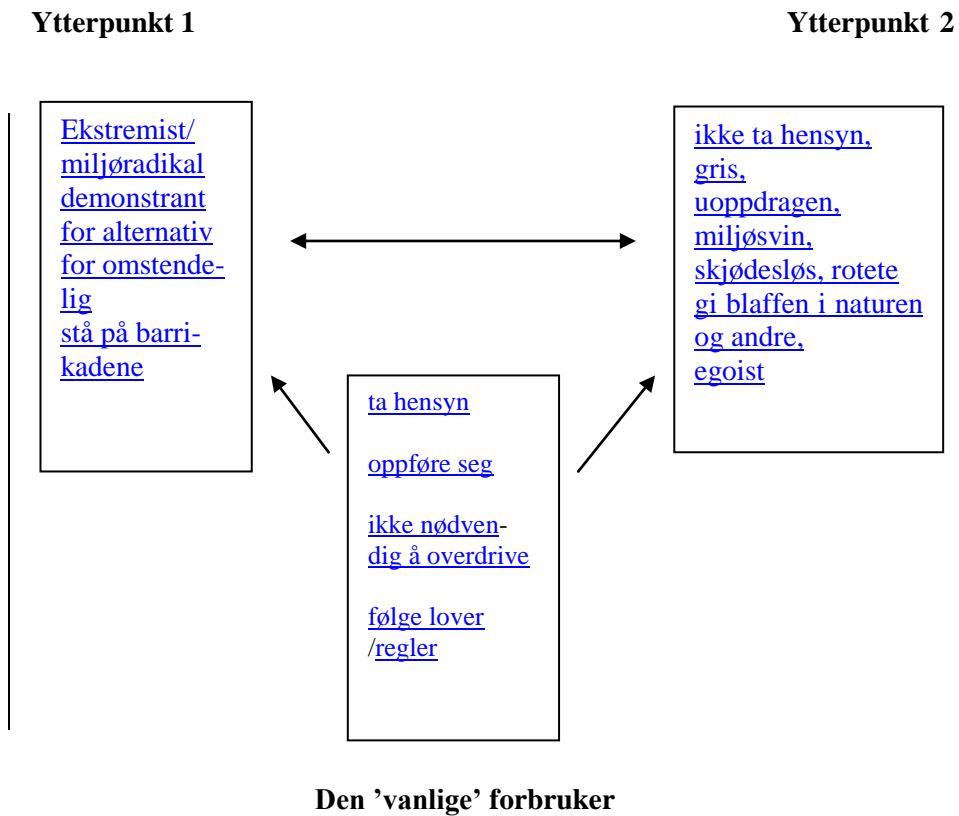 Ytterpunkt 1
Ytterpunkt 2
Ekstremist/
miljøradikal
demonstrant
for alternativ
for omstende-
lig
stå på barri-
kadene
ikke ta hensyn,
gris,
uoppdragen,
miljøsvin,
skjødesløs, rotete
gi blaffen i naturen
og andre,
egoist
ta hensyn
oppføre seg
ikke nødven-
dig å overdrive
følge lover
/regler
Den ’vanlige’ forbruker